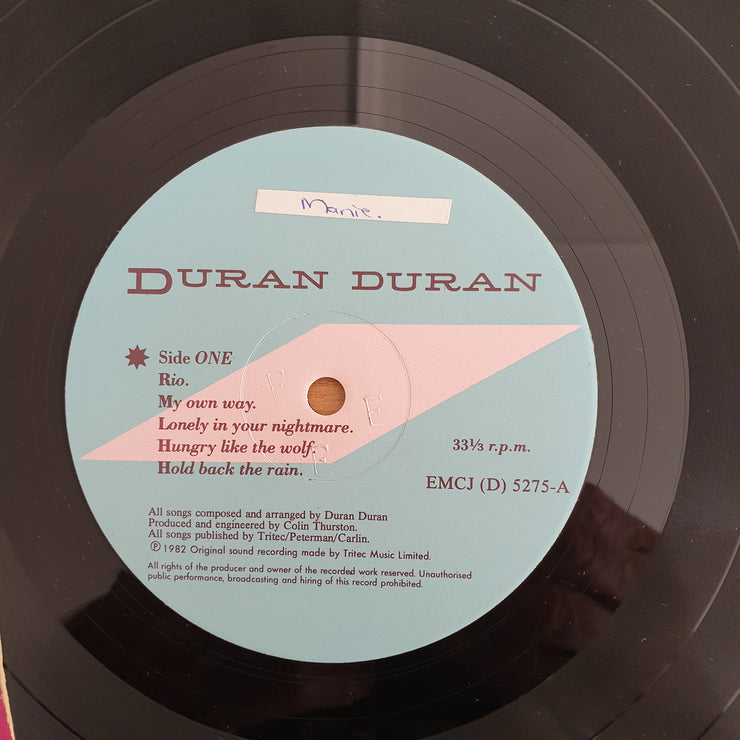 Manie.
DURAN DURAN
Side ONE
Rio.
My own way.
Lonely in your nightmare.
Hungry like the wolf.
Hold back the rain.
33⅓ r.p.m.
EMCJ (D) 5275-A
All songs composed and arranged by Duran Duran
Produced and engineered by Colin Thurston.
All songs published by Tritec/Peterman/Carlin.
℗ 1982 Original sound recording made by Tritec Music Limited.
All rights of the producer and owner of the recorded work reserved. Unauthorised
public performance, broadcasting and hiring of this record prohibited.
F
F
F